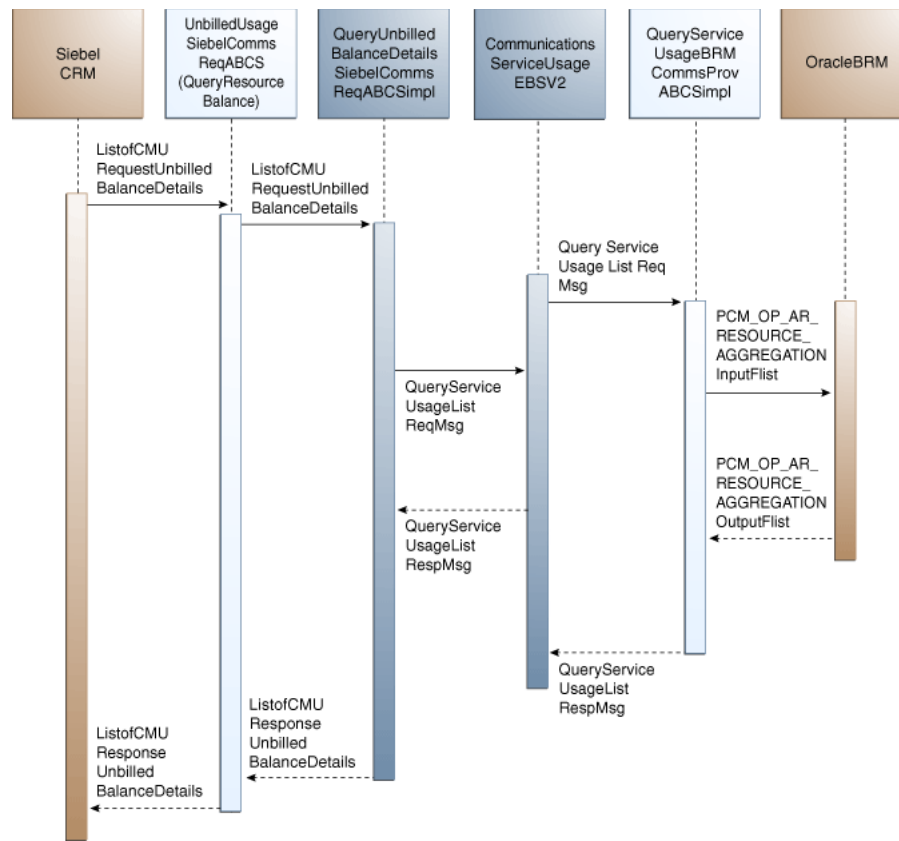 Siebel
CRM
UnbilledUsage
SiebelComms
ReqABCS
(QueryResource
Balance)
QueryUnbilled
BalanceDetails
SiebelComms
ReqABCSimpl
Communications
ServiceUsage
EBSV2
QueryService
UsageBRM
CommsProv
ABCSimpl
OracleBRM
ListofCMU
RequestUnbilled
BalanceDetails
ListofCMU
RequestUnbilled
BalanceDetails
Query Service
Usage List Req
Msg
PCM_OP_AR_
RESOURCE_
AGGREGATION
InputFlist
QueryService
UsageList
ReqMsg
PCM_OP_AR_
RESOURCE_
AGGREGATION
OutputFlist
QueryService
UsageList
RespMsg
QueryService
UsageList
RespMsg
ListofCMU
Response
Unbilled
BalanceDetails
ListofCMU
Response
Unbilled
BalanceDetails